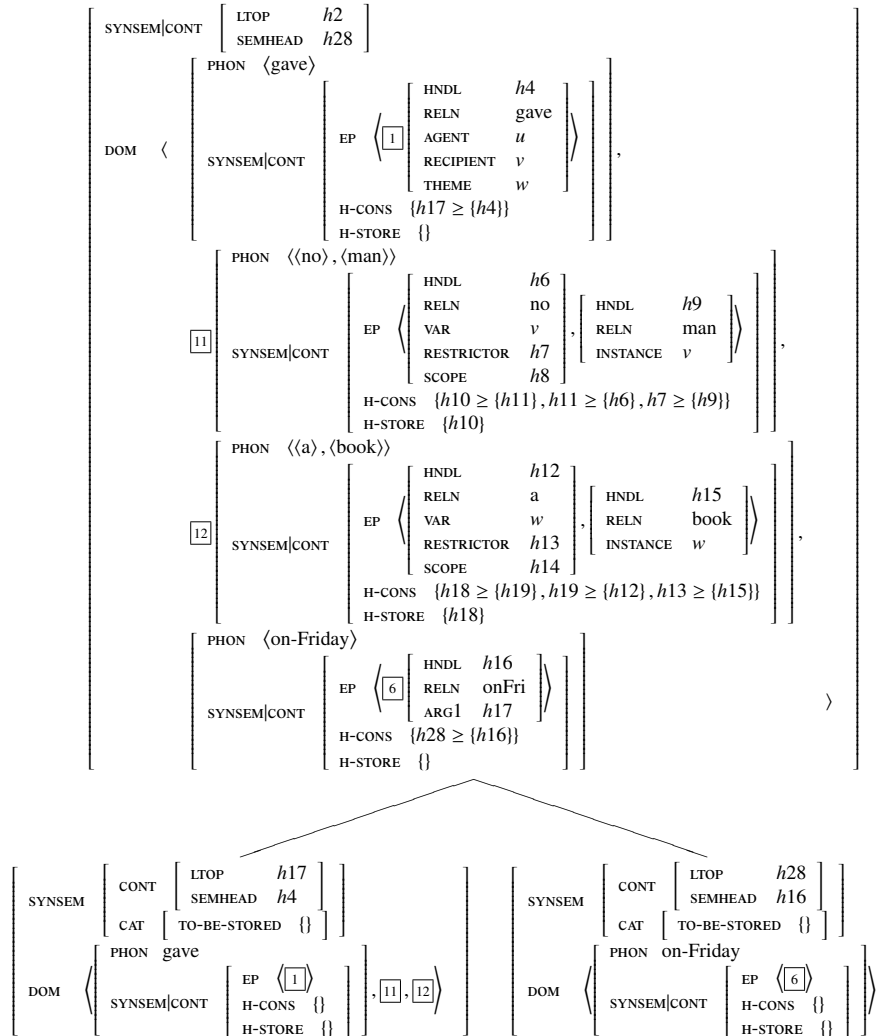 SYNSEM|CONT [ LTOP h2
SEMHEAD h28 ]
PHON ⟨gave⟩
HNDL h4
RELN gave
DOM ⟨ SYNSEM|CONT EP ⟨ 1 AGENT u ⟩ ,
RECIPIENT v
THEME w
H-CONS {h17 ≥ {h4}}
H-STORE {}
PHON ⟨⟨no⟩ , ⟨man⟩⟩
HNDL h6
RELN no HNDL h9
11 SYNSEM|CONT EP ⟨ VAR v , RELN man ⟩ ,
RESTRICTOR h7 INSTANCE v
SCOPE h8
H-CONS {h10 ≥ {h11} , h11 ≥ {h6} , h7 ≥ {h9}}
H-STORE {h10}
PHON ⟨⟨a⟩ , ⟨book⟩⟩
HNDL h12
RELN a HNDL h15
12 SYNSEM|CONT EP ⟨ VAR w , RELN book ⟩ ,
RESTRICTOR h13 INSTANCE w
SCOPE h14
H-CONS {h18 ≥ {h19} , h19 ≥ {h12} , h13 ≥ {h15}}
H-STORE {h18}
PHON ⟨on-Friday⟩
HNDL h16
SYNSEM|CONT EP ⟨ 6 RELN onFri ⟩ ⟩
ARG1 h17
H-CONS {h28 ≥ {h16}}
H-STORE {}
SYNSEM CONT LTOP h17
SEMHEAD h4
CAT [ TO-BE-STORED {} ]
PHON gave
DOM ⟨ SYNSEM|CONT EP ⟨ 1 ⟩ , 11 , 12 ⟩
H-CONS {}
H-STORE {}
SYNSEM CONT LTOP h28
SEMHEAD h16
CAT [ TO-BE-STORED {} ]
PHON on-Friday
DOM ⟨ SYNSEM|CONT EP ⟨ 6 ⟩ ⟩
H-CONS {}
H-STORE {}